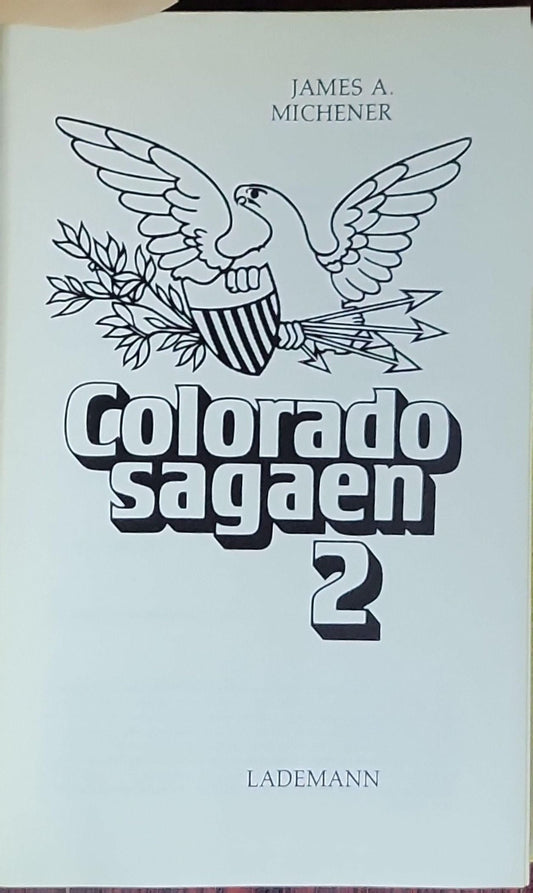 JAMES A.
MICHENER
Colorado
sagaen
2
LADEMANN